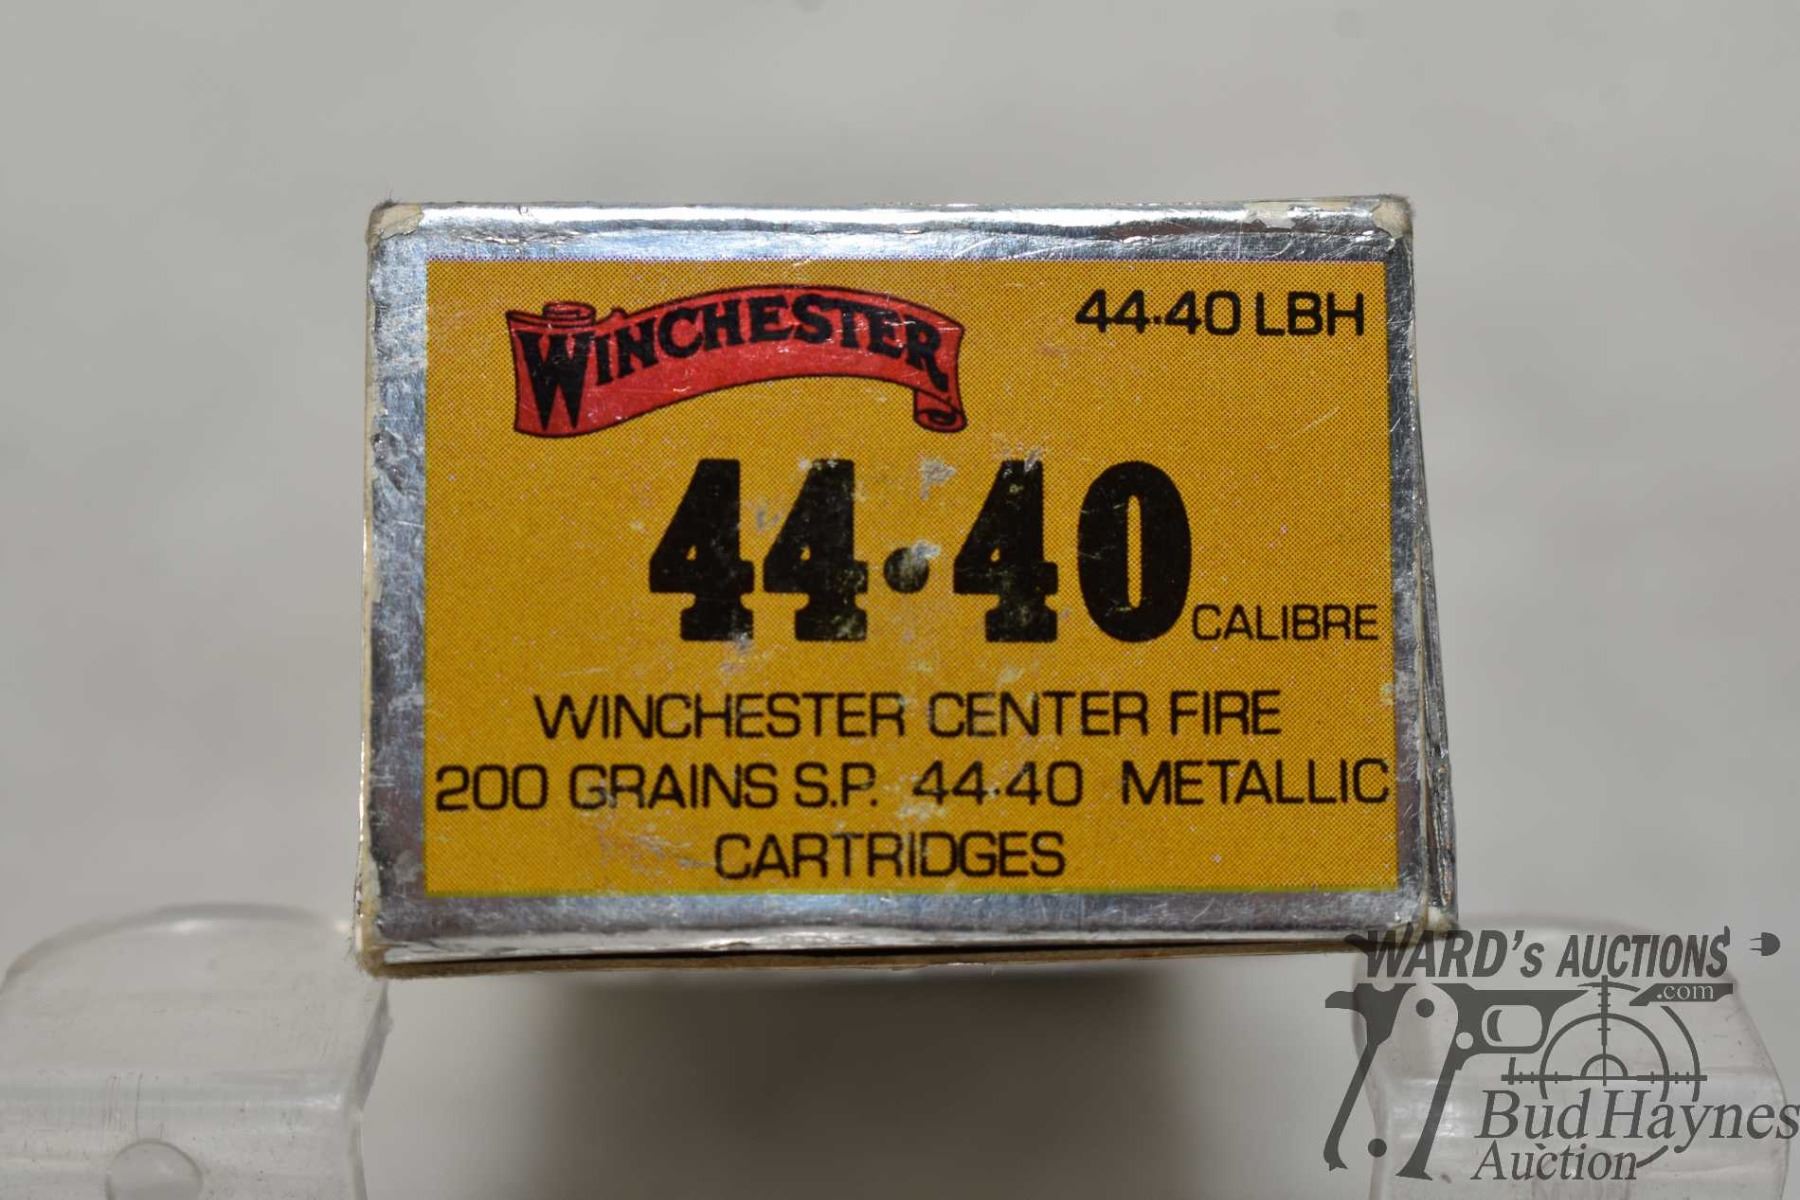 WINCHESTER
44·40 LBH
44·40 CALIBRE
WINCHESTER CENTER FIRE
200 GRAINS S.P. 44·40 METALLIC
CARTRIDGES
WARD's AUCTIONS
.com
Bud Haynes
Auction